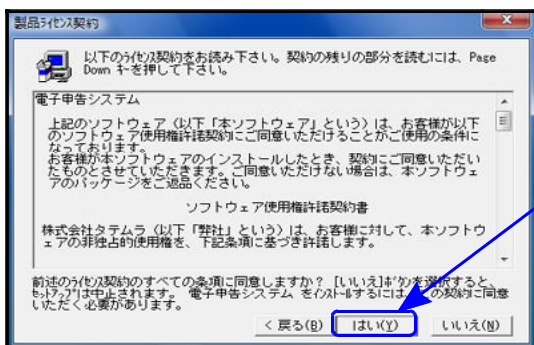 製品ライセンス契約
以下のライセンス契約をお読み下さい。契約の残りの部分を読むには、Page
Down キーを押して下さい。
電子申告システム
上記のソフトウェア（以下「本ソフトウェア」という）は、お客様が以下
のソフトウェア使用権許諾契約にご同意いただけることがご使用の条件に
なっております。
お客様が本ソフトウェアのインストールしたとき、契約にご同意いただい
たものとさせていただきます。ご同意いただけない場合は、本ソフトウェ
アのパッケージをご返品ください。
ソフトウェア使用権許諾契約書
株式会社タテムラ（以下「弊社」という）は、お客様に対して、本ソフトウ
ェアの非独占的使用権を、下記条項に基づき許諾します。
前述のライセンス契約のすべての条項に同意しますか？［いいえ］ボタンを選択すると、
セットアップは中止されます。 電子申告システム をインストールするには、この契約に同意
いただく必要があります。
< 戻る(B) はい(Y) いいえ(N)